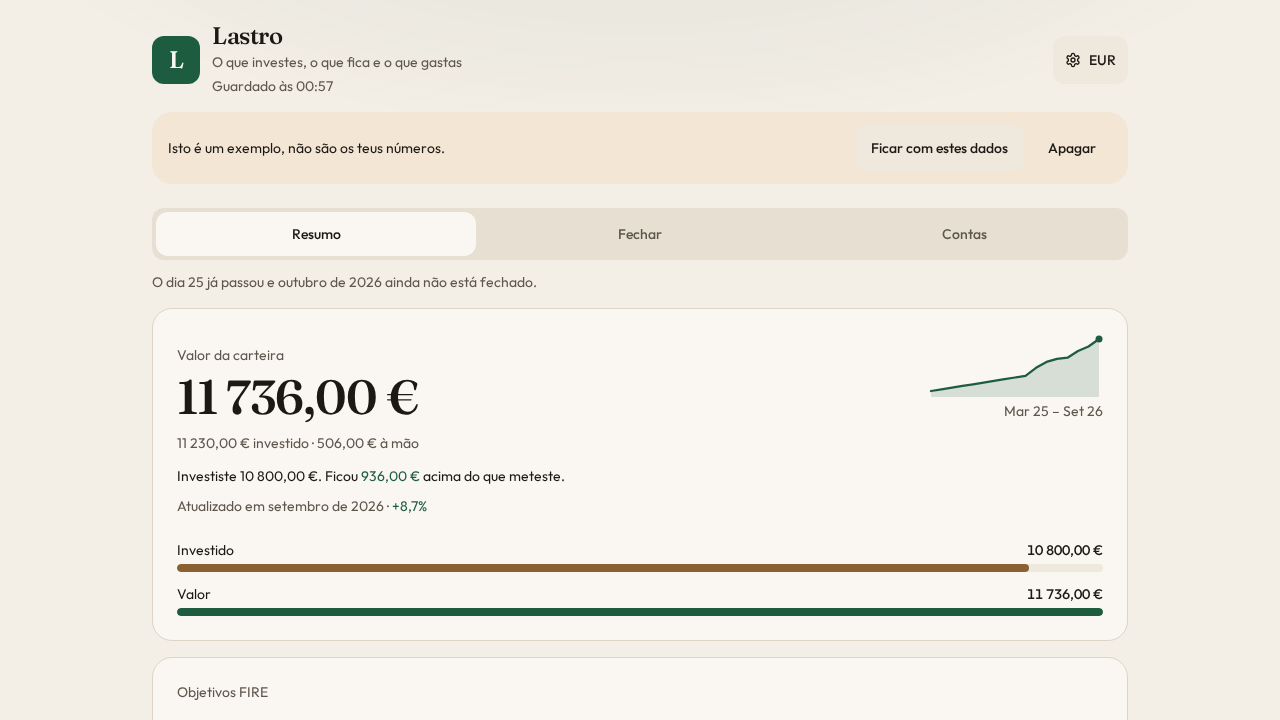 L
Lastro
O que investes, o que fica e o que gastas
Guardado às 00:57
EUR
Isto é um exemplo, não são os teus números.
Ficar com estes dados
Apagar
Resumo
Fechar
Contas
O dia 25 já passou e outubro de 2026 ainda não está fechado.
Valor da carteira
11 736,00 €
11 230,00 € investido · 506,00 € à mão
Mar 25 – Set 26
Investiste 10 800,00 €. Ficou 936,00 € acima do que meteste.
Atualizado em setembro de 2026 · +8,7%
Investido 10 800,00 €
Valor 11 736,00 €
Objetivos FIRE